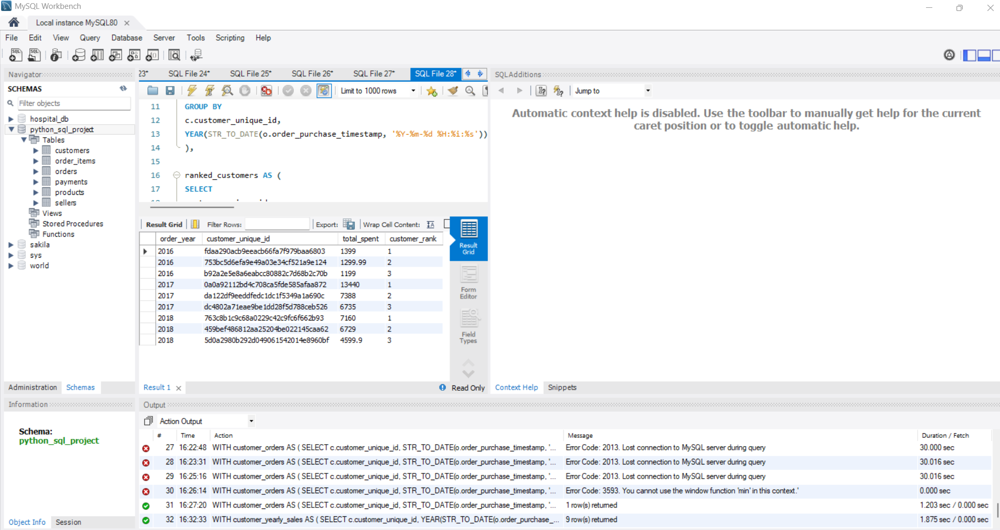 MySQL Workbench
Local instance MySQL80
File Edit View Query Database Server Tools Scripting Help
Navigator
SCHEMAS
Filter objects
hospital_db
python_sql_project
Tables
customers
order_items
orders
payments
products
sellers
Views
Stored Procedures
Functions
sakila
sys
world
Administration Schemas
Information
Schema:
python_sql_project
Object Info Session
23* SQL File 24* SQL File 25* SQL File 26* SQL File 27* SQL File 28*
Limit to 1000 rows
11 GROUP BY
12 c.customer_unique_id,
13 YEAR(STR_TO_DATE(o.order_purchase_timestamp, '%Y-%m-%d %H:%i:%s'))
14 ),
15
16 ranked_customers AS (
17 SELECT
Result Grid Filter Rows: Export: Wrap Cell Content:
order_year customer_unique_id total_spent customer_rank
2016 fdaa290acb9eeacb66fa7f979baa6803 1399 1
2016 753bc5d6efa9e49a03e34cf521a9e124 1299.99 2
2016 b92a2e5e8a6eabcc80882c7d68b2c70b 1199 3
2017 0a0a92112bd4c708ca5fde585afaa872 13440 1
2017 da122df9eeddfedc1dc1f5349a1a690c 7388 2
2017 dc4802a71eae9be1dd28f5d788ceb526 6735 3
2018 763c8b1c9c68a0229c42c9fc6f662b93 7160 1
2018 459bef486812aa25204be022145caa62 6729 2
2018 5d0a2980b292d049061542014e8960bf 4599.9 3
Result Grid
Form Editor
Field Types
Result 1 Read Only
SQLAdditions
Jump to
Automatic context help is disabled. Use the toolbar to manually get help for the current
caret position or to toggle automatic help.
Context Help Snippets
Output
Action Output
# Time Action Message Duration / Fetch
27 16:22:48 WITH customer_orders AS ( SELECT c.customer_unique_id, STR_TO_DATE(o.order_purchase_timestamp, '... Error Code: 2013. Lost connection to MySQL server during query 30.000 sec
28 16:23:31 WITH customer_orders AS ( SELECT c.customer_unique_id, STR_TO_DATE(o.order_purchase_timestamp, '... Error Code: 2013. Lost connection to MySQL server during query 30.016 sec
29 16:25:16 WITH customer_orders AS ( SELECT c.customer_unique_id, STR_TO_DATE(o.order_purchase_timestamp, '... Error Code: 2013. Lost connection to MySQL server during query 30.016 sec
30 16:26:14 WITH customer_orders AS ( SELECT c.customer_unique_id, STR_TO_DATE(o.order_purchase_timestamp, '... Error Code: 3593. You cannot use the window function 'min' in this context.' 0.000 sec
31 16:27:20 WITH customer_orders AS ( SELECT c.customer_unique_id, STR_TO_DATE(o.order_purchase_timestamp, '... 1 row(s) returned 1.203 sec / 0.000 sec
32 16:32:33 WITH customer_yearly_sales AS ( SELECT c.customer_unique_id, YEAR(STR_TO_DATE(o.order_purchase_... 9 row(s) returned 1.875 sec / 0.000 sec